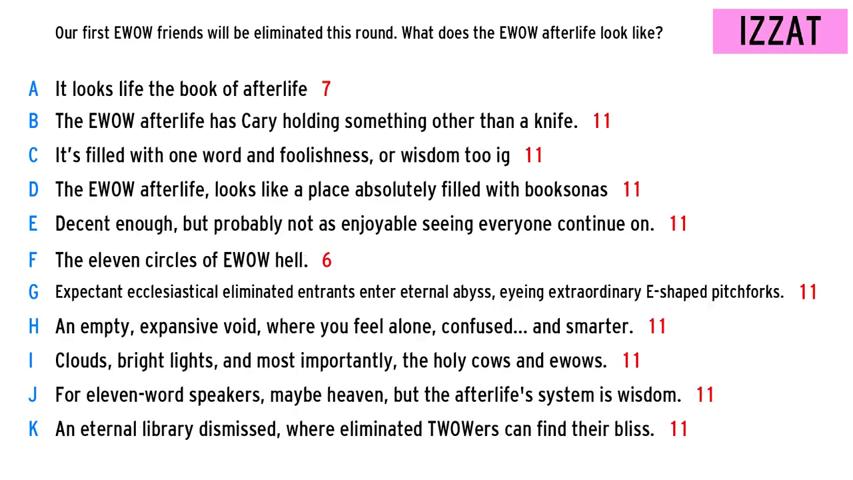 Our first EWOW friends will be eliminated this round. What does the EWOW afterlife look like?
IZZAT
A It looks life the book of afterlife 7
B The EWOW afterlife has Cary holding something other than a knife. 11
C It's filled with one word and foolishness, or wisdom too ig 11
D The EWOW afterlife, looks like a place absolutely filled with booksonas 11
E Decent enough, but probably not as enjoyable seeing everyone continue on. 11
F The eleven circles of EWOW hell. 6
G Expectant ecclesiastical eliminated entrants enter eternal abyss, eyeing extraordinary E-shaped pitchforks. 11
H An empty, expansive void, where you feel alone, confused... and smarter. 11
I Clouds, bright lights, and most importantly, the holy cows and ewows. 11
J For eleven-word speakers, maybe heaven, but the afterlife's system is wisdom. 11
K An eternal library dismissed, where eliminated TWOWers can find their bliss. 11